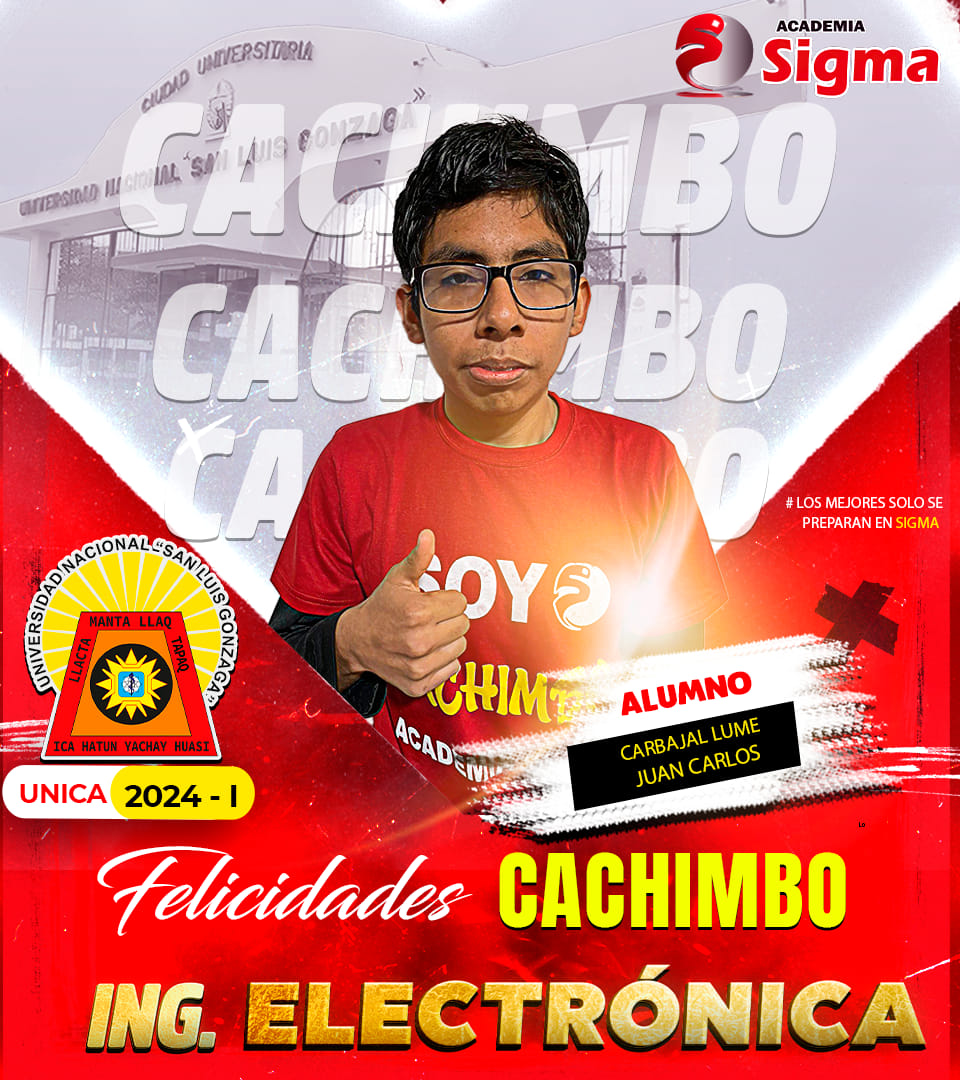 ACADEMIA
Sigma
CIUDAD UNIVERSITARIA
UNIVERSIDAD NACIONAL "SAN LUIS GONZAGA"
CACHIMBO
CACHIMBO
# LOS MEJORES SOLO SE
PREPARAN EN SIGMA
UNIVERSIDAD NACIONAL "SAN LUIS GONZAGA"
MANTA LLAQ
LLACTA
TAPAQ
ICA HATUN YACHAY HUASI
UNICA 2024 - I
SOY
ALUMNO
CARBAJAL LUME
JUAN CARLOS
Felicidades CACHIMBO
ING. ELECTRÓNICA